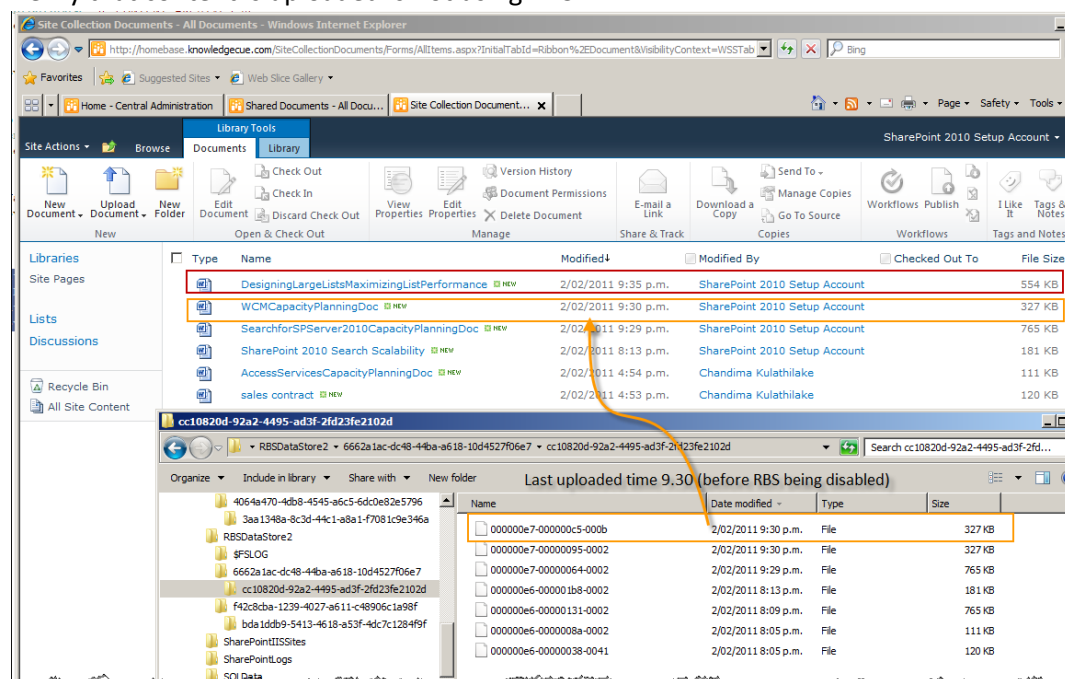 Site Collection Documents - All Documents - Windows Internet Explorer
http://homebase.knowledgecue.com/SiteCollectionDocuments/Forms/AllItems.aspx?InitialTabId=Ribbon%2EDocument&VisibilityContext=WSSTab Bing
Favorites Suggested Sites Web Slice Gallery
Home - Central Administration Shared Documents - All Docu... Site Collection Document... Page Safety Tools
Library Tools
Site Actions Browse Documents Library SharePoint 2010 Setup Account
New Document Upload Document New Folder
Edit Document Check Out Check In Discard Check Out
View Properties Edit Properties Version History Document Permissions Delete Document
E-mail a Link
Download a Copy Send To Manage Copies Go To Source
Workflows Publish
I Like It Tags & Notes
New Open & Check Out Manage Share & Track Copies Workflows Tags and Notes
Libraries
Site Pages
Lists
Discussions
Recycle Bin
All Site Content
Type Name Modified Modified By Checked Out To File Size
DesigningLargeListsMaximizingListPerformance NEW 2/02/2011 9:35 p.m. SharePoint 2010 Setup Account 554 KB
WCMCapacityPlanningDoc NEW 2/02/2011 9:30 p.m. SharePoint 2010 Setup Account 327 KB
SearchforSPServer2010CapacityPlanningDoc NEW 2/02/2011 9:29 p.m. SharePoint 2010 Setup Account 765 KB
SharePoint 2010 Search Scalability NEW 2/02/2011 8:13 p.m. SharePoint 2010 Setup Account 181 KB
AccessServicesCapacityPlanningDoc NEW 2/02/2011 4:54 p.m. Chandima Kulathilake 111 KB
sales contract NEW 2/02/2011 4:53 p.m. Chandima Kulathilake 120 KB
cc10820d-92a2-4495-ad3f-2fd23fe2102d
RBSDataStore2 6662a1ac-dc48-44ba-a618-10d4527f06e7 cc10820d-92a2-4495-ad3f-2fd23fe2102d Search cc10820d-92a2-4495-ad3f-2fd...
Organize Include in library Share with New folder
Last uploaded time 9.30 (before RBS being disabled)
4064a470-4db8-4545-a6c5-6dc0e82e5796
3aa1348a-8c3d-44c1-a8a1-f7081c9e346a
RBSDataStore2
$FSLOG
6662a1ac-dc48-44ba-a618-10d4527f06e7
cc10820d-92a2-4495-ad3f-2fd23fe2102d
f42c8cba-1239-4027-a611-c48906c1a98f
bda1ddb9-5413-4618-a53f-4dc7c1284f9f
SharePointIISSites
SharePointLogs
SQLData
Name Date modified Type Size
000000e7-000000c5-000b 2/02/2011 9:30 p.m. File 327 KB
000000e7-00000095-0002 2/02/2011 9:30 p.m. File 327 KB
000000e7-00000064-0002 2/02/2011 9:29 p.m. File 765 KB
000000e6-000001b8-0002 2/02/2011 8:13 p.m. File 181 KB
000000e6-00000131-0002 2/02/2011 8:09 p.m. File 765 KB
000000e6-0000008a-0002 2/02/2011 8:05 p.m. File 111 KB
000000e6-00000038-0041 2/02/2011 8:05 p.m. File 120 KB